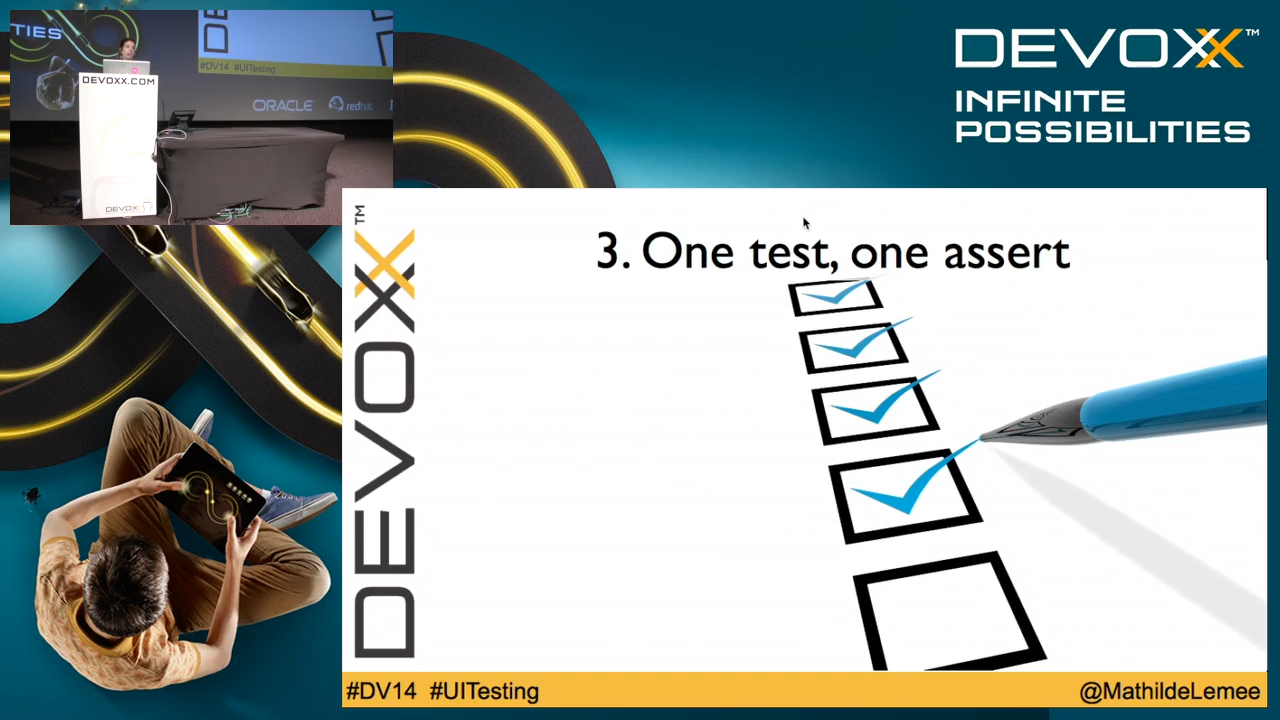 TIES
#DV14 #UITesting
DEVOXX.COM
ORACLE
redhat
DEVOXX
DEVOXX™
INFINITE
POSSIBILITIES
DEVOXX™
3. One test, one assert
#DV14 #UITesting
@MathildeLemee